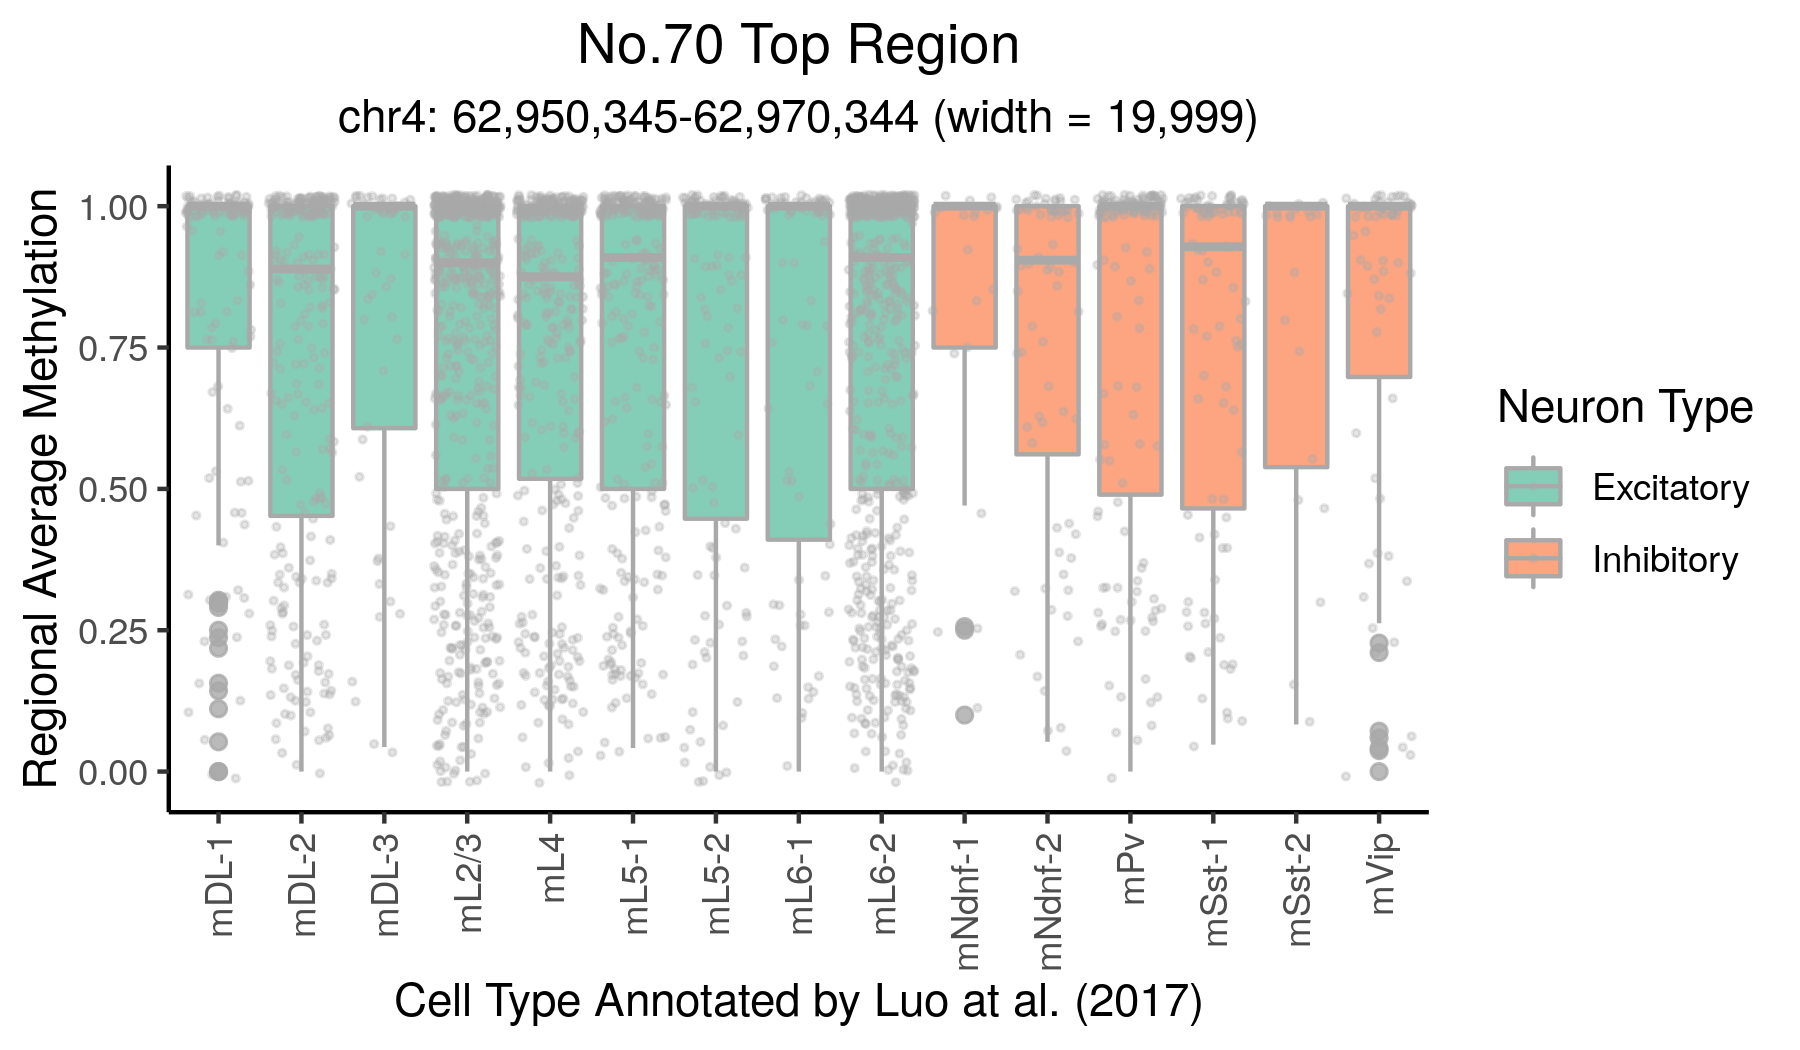 No.70 Top Region
chr4: 62,950,345-62,970,344 (width = 19,999)
Regional Average Methylation
1.00
0.75
0.50
0.25
0.00
mDL-1
mDL-2
mDL-3
mL2/3
mL4
mL5-1
mL5-2
mL6-1
mL6-2
mNdnf-1
mNdnf-2
mPv
mSst-1
mSst-2
mVip
Cell Type Annotated by Luo at al. (2017)
Neuron Type
Excitatory
Inhibitory